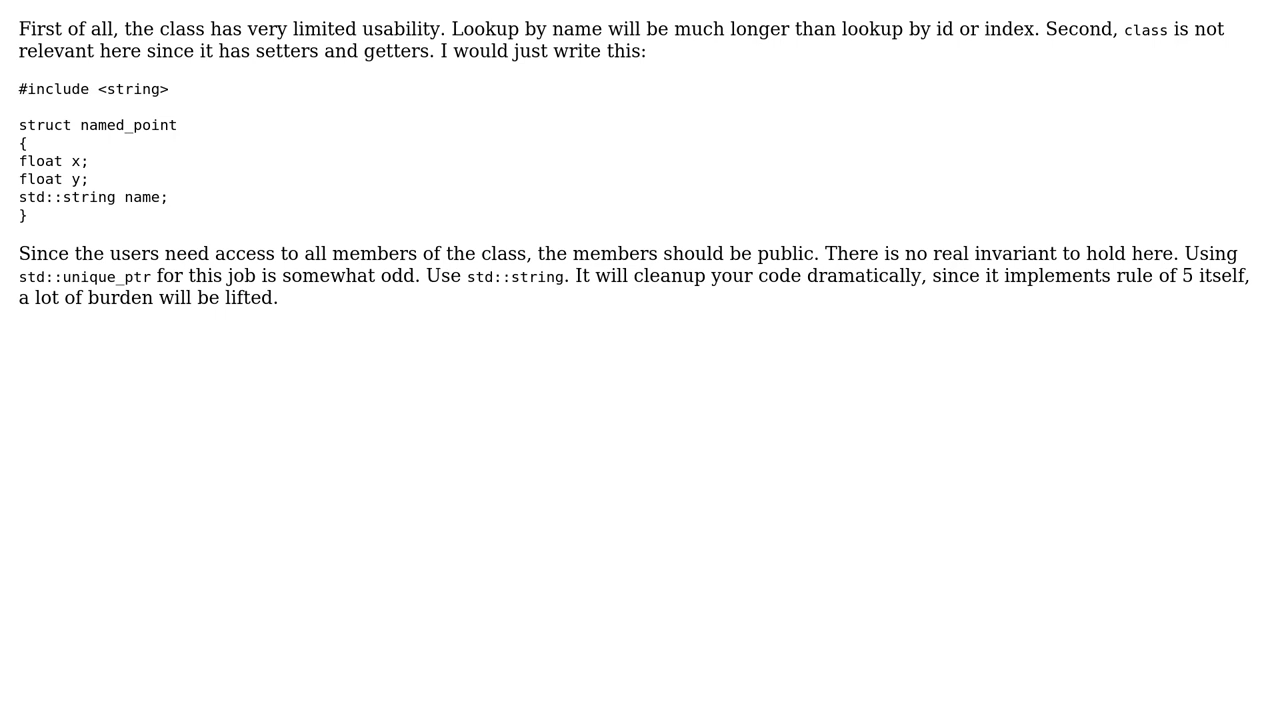 First of all, the class has very limited usability. Lookup by name will be much longer than lookup by id or index. Second, class is not
relevant here since it has setters and getters. I would just write this:
#include <string>
struct named_point
{
float x;
float y;
std::string name;
}
Since the users need access to all members of the class, the members should be public. There is no real invariant to hold here. Using
std::unique_ptr for this job is somewhat odd. Use std::string. It will cleanup your code dramatically, since it implements rule of 5 itself,
a lot of burden will be lifted.